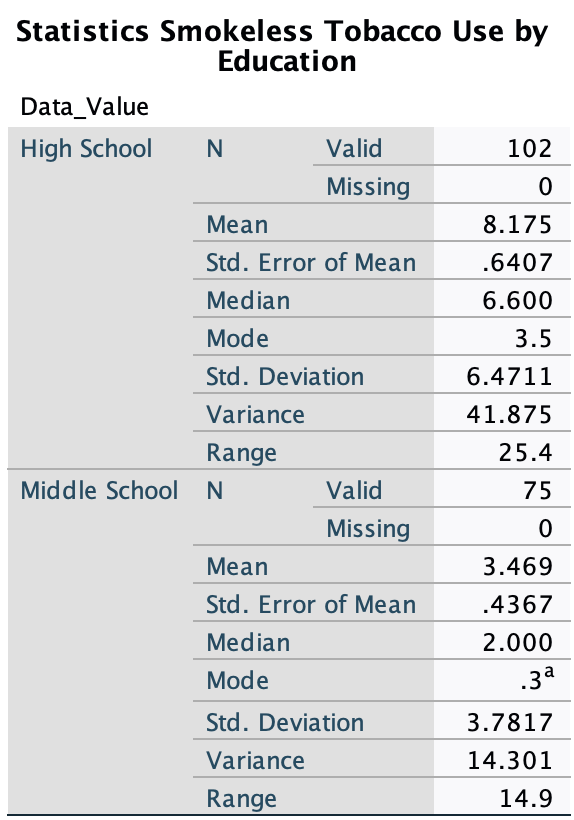 Statistics Smokeless Tobacco Use by
Education
Data_Value
High School N Valid 102
Missing 0
Mean 8.175
Std. Error of Mean .6407
Median 6.600
Mode 3.5
Std. Deviation 6.4711
Variance 41.875
Range 25.4
Middle School N Valid 75
Missing 0
Mean 3.469
Std. Error of Mean .4367
Median 2.000
Mode .3a
Std. Deviation 3.7817
Variance 14.301
Range 14.9